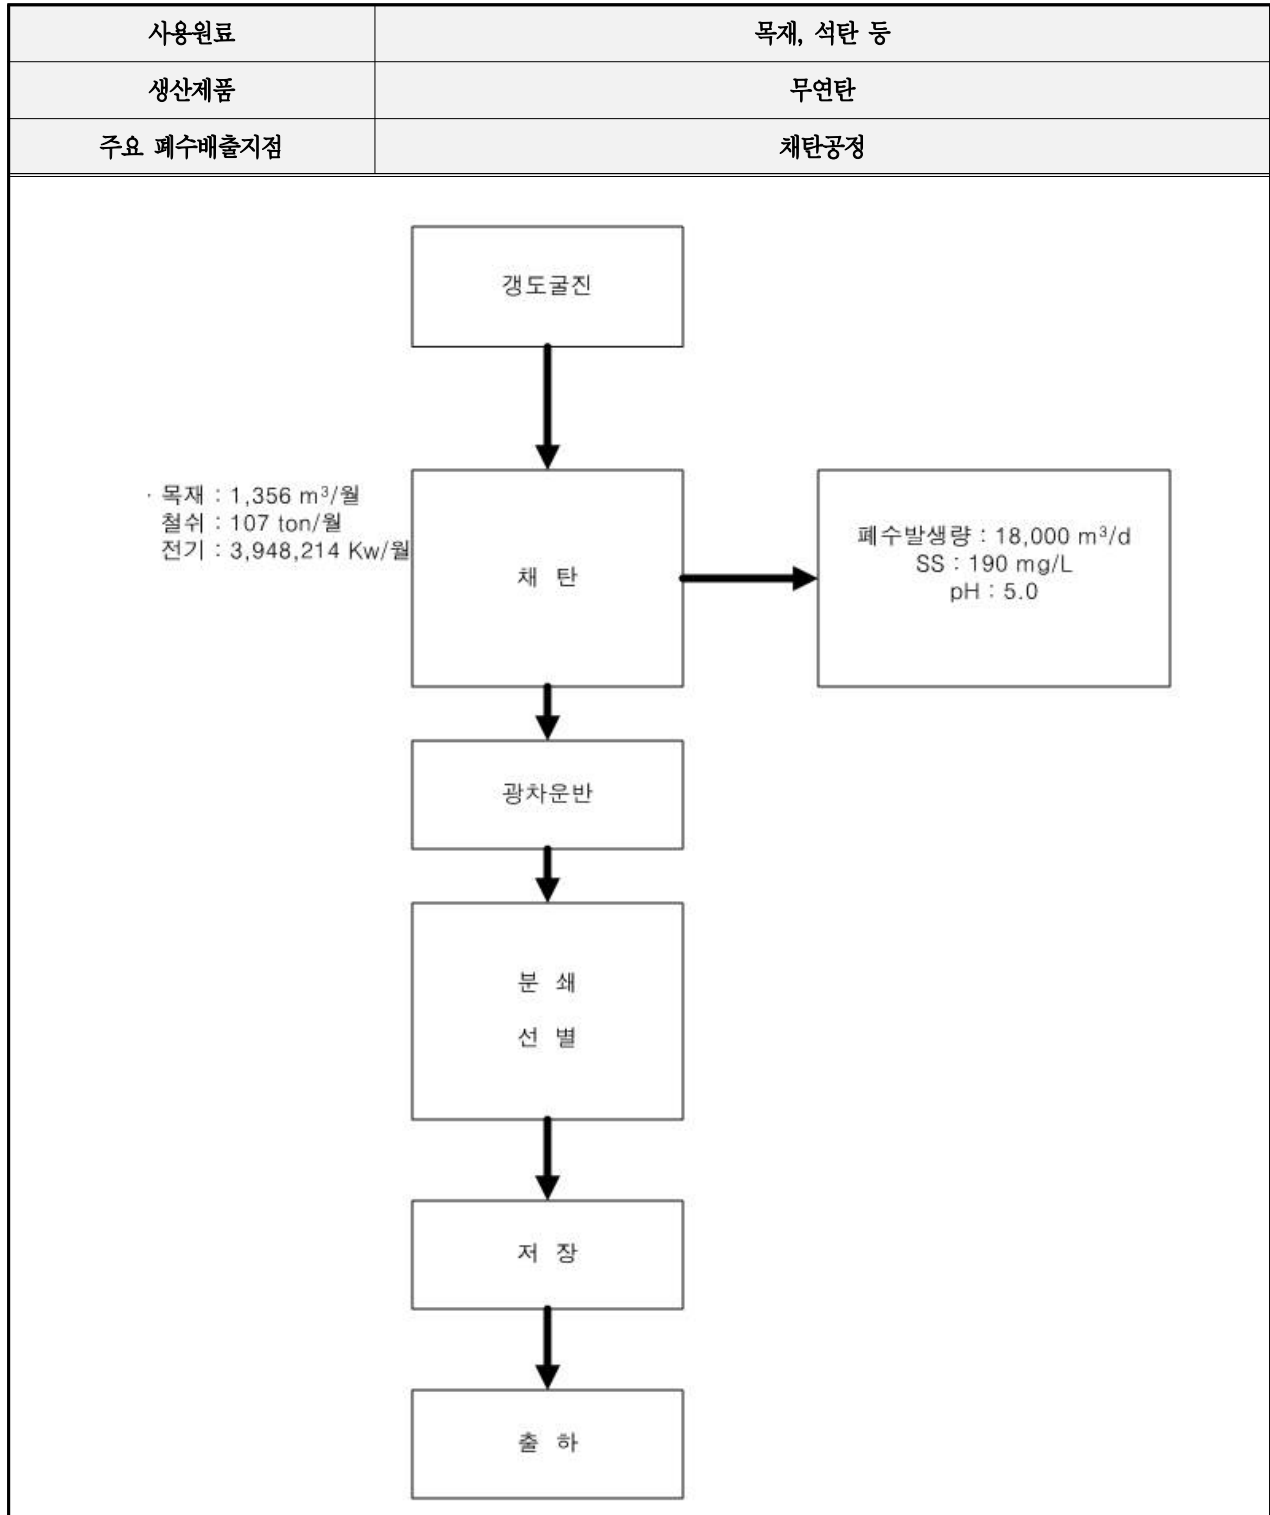 사용원료 목재, 석탄 등
생산제품 무연탄
주요 폐수배출지점 채탄공정
갱도굴진
· 목재 : 1,356 m³/월
철쉬 : 107 ton/월
전기 : 3,948,214 Kw/월
채 탄
폐수발생량 : 18,000 m³/d
SS : 190 mg/L
pH : 5.0
광차운반
분 쇄
선 별
저 장
출 하